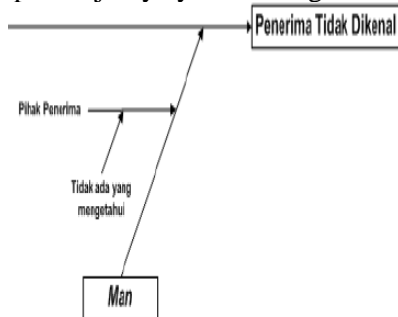 Penerima Tidak Dikenal
Pihak Penerima
Tidak ada yang
mengetahui
Man